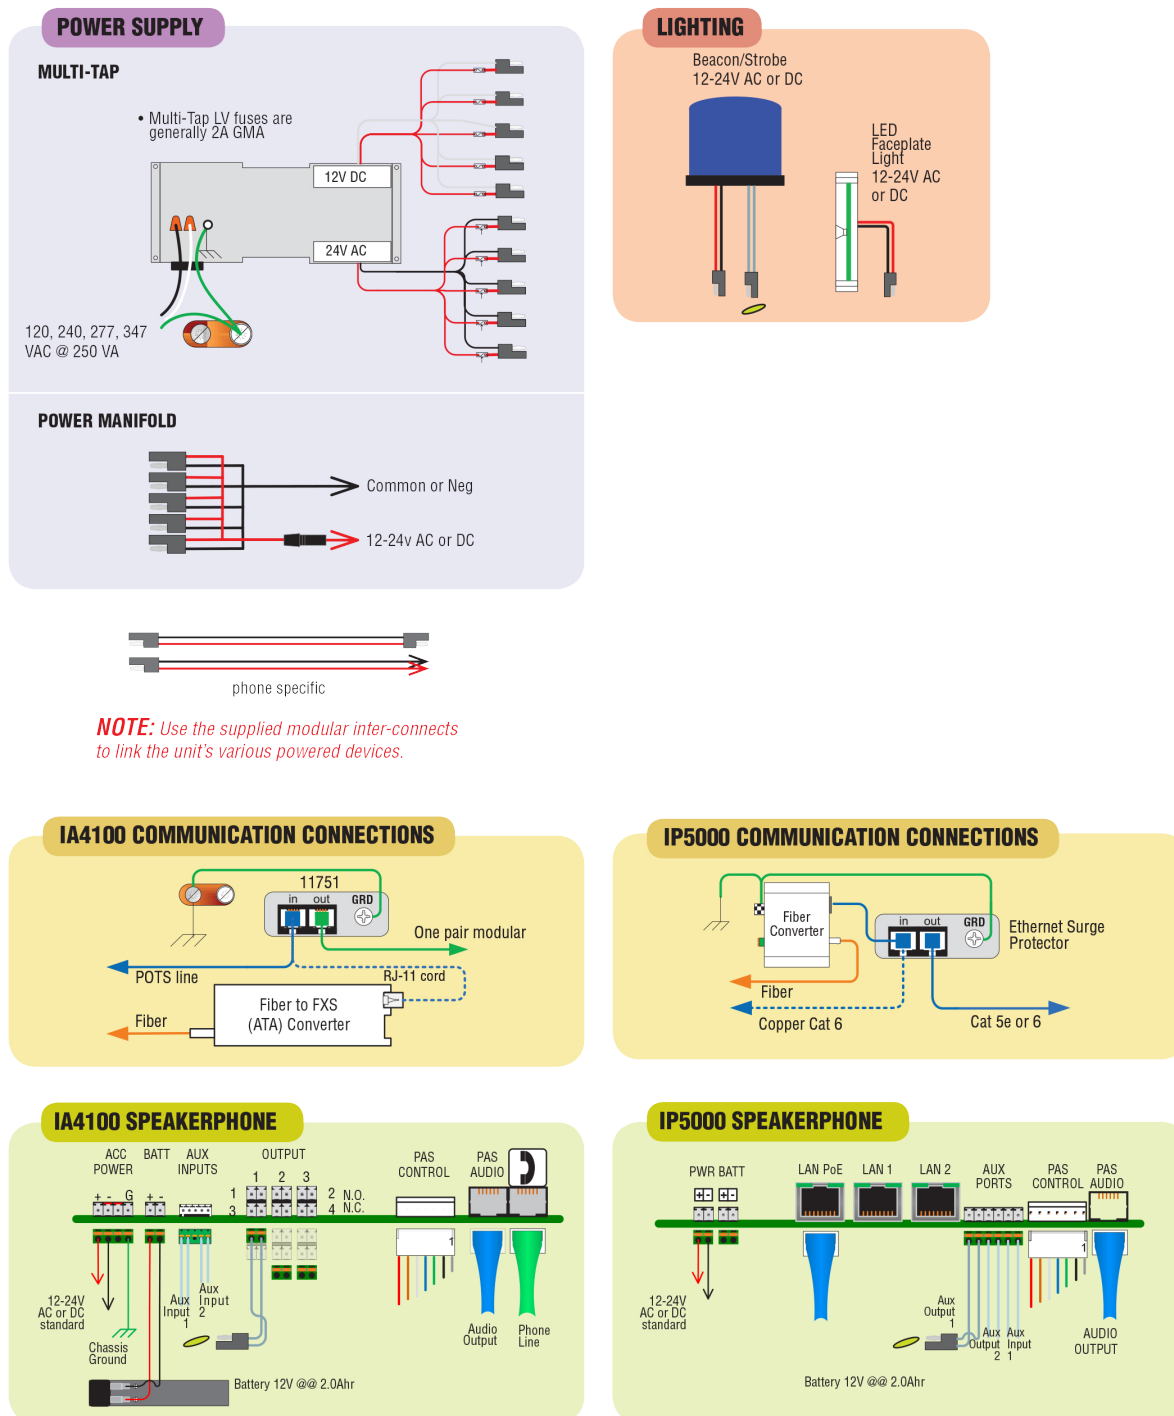 POWER SUPPLY
MULTI-TAP
• Multi-Tap LV fuses are
generally 2A GMA
12V DC
24V AC
120, 240, 277, 347
VAC @ 250 VA
POWER MANIFOLD
Common or Neg
12-24v AC or DC
LIGHTING
Beacon/Strobe
12-24V AC or DC
LED
Faceplate
Light
12-24V AC
or DC
phone specific
NOTE: Use the supplied modular inter-connects
to link the unit's various powered devices.
IA4100 COMMUNICATION CONNECTIONS
11751
in out GRD
One pair modular
POTS line
RJ-11 cord
Fiber to FXS
(ATA) Converter
Fiber
IP5000 COMMUNICATION CONNECTIONS
Fiber
Converter
in out GRD
Ethernet Surge
Protector
Fiber
Copper Cat 6
Cat 5e or 6
IA4100 SPEAKERPHONE
ACC
POWER
BATT
AUX
INPUTS
OUTPUT
PAS
CONTROL
PAS
AUDIO
+ - G
+ -
1 2 3
1 2 N.O.
3 4 N.C.
1
12-24V
AC or DC
standard
Chassis
Ground
Aux
Input
1
Aux
Input
2
Audio
Output
Phone
Line
Battery 12V @@ 2.0Ahr
IP5000 SPEAKERPHONE
PWR BATT
+ - + -
LAN PoE
LAN 1
LAN 2
AUX
PORTS
PAS
CONTROL
PAS
AUDIO
1
12-24V
AC or DC
standard
Aux
Output
1
Aux
Output
2
Aux
Input
1
AUDIO
OUTPUT
Battery 12V @@ 2.0Ahr